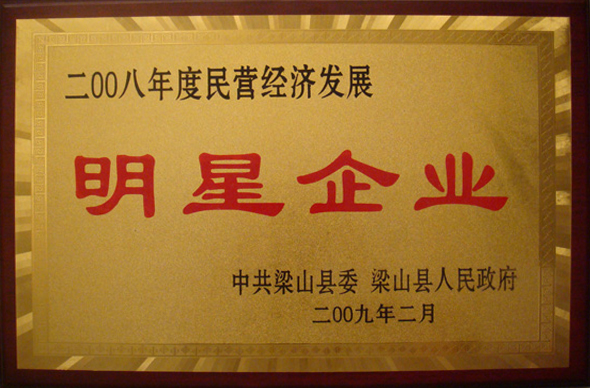 二00八年度民营经济发展
明星企业
中共梁山县委 梁山县人民政府
二00九年二月